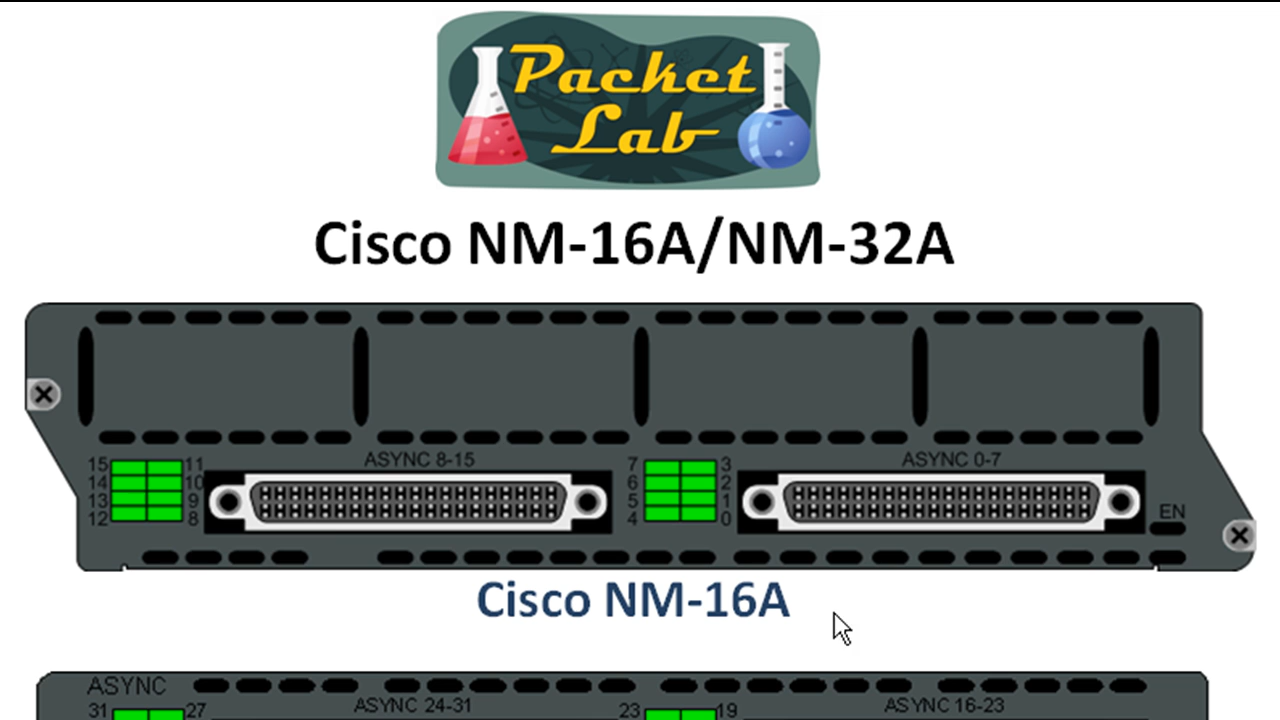 Packet
Lab
Cisco NM-16A/NM-32A
ASYNC 8-15
ASYNC 0-7
15 11
14 10
13 9
12 8
7 3
6 2
5 1
4 0
EN
Cisco NM-16A
ASYNC
ASYNC 24-31
ASYNC 16-23
31 27
23 19